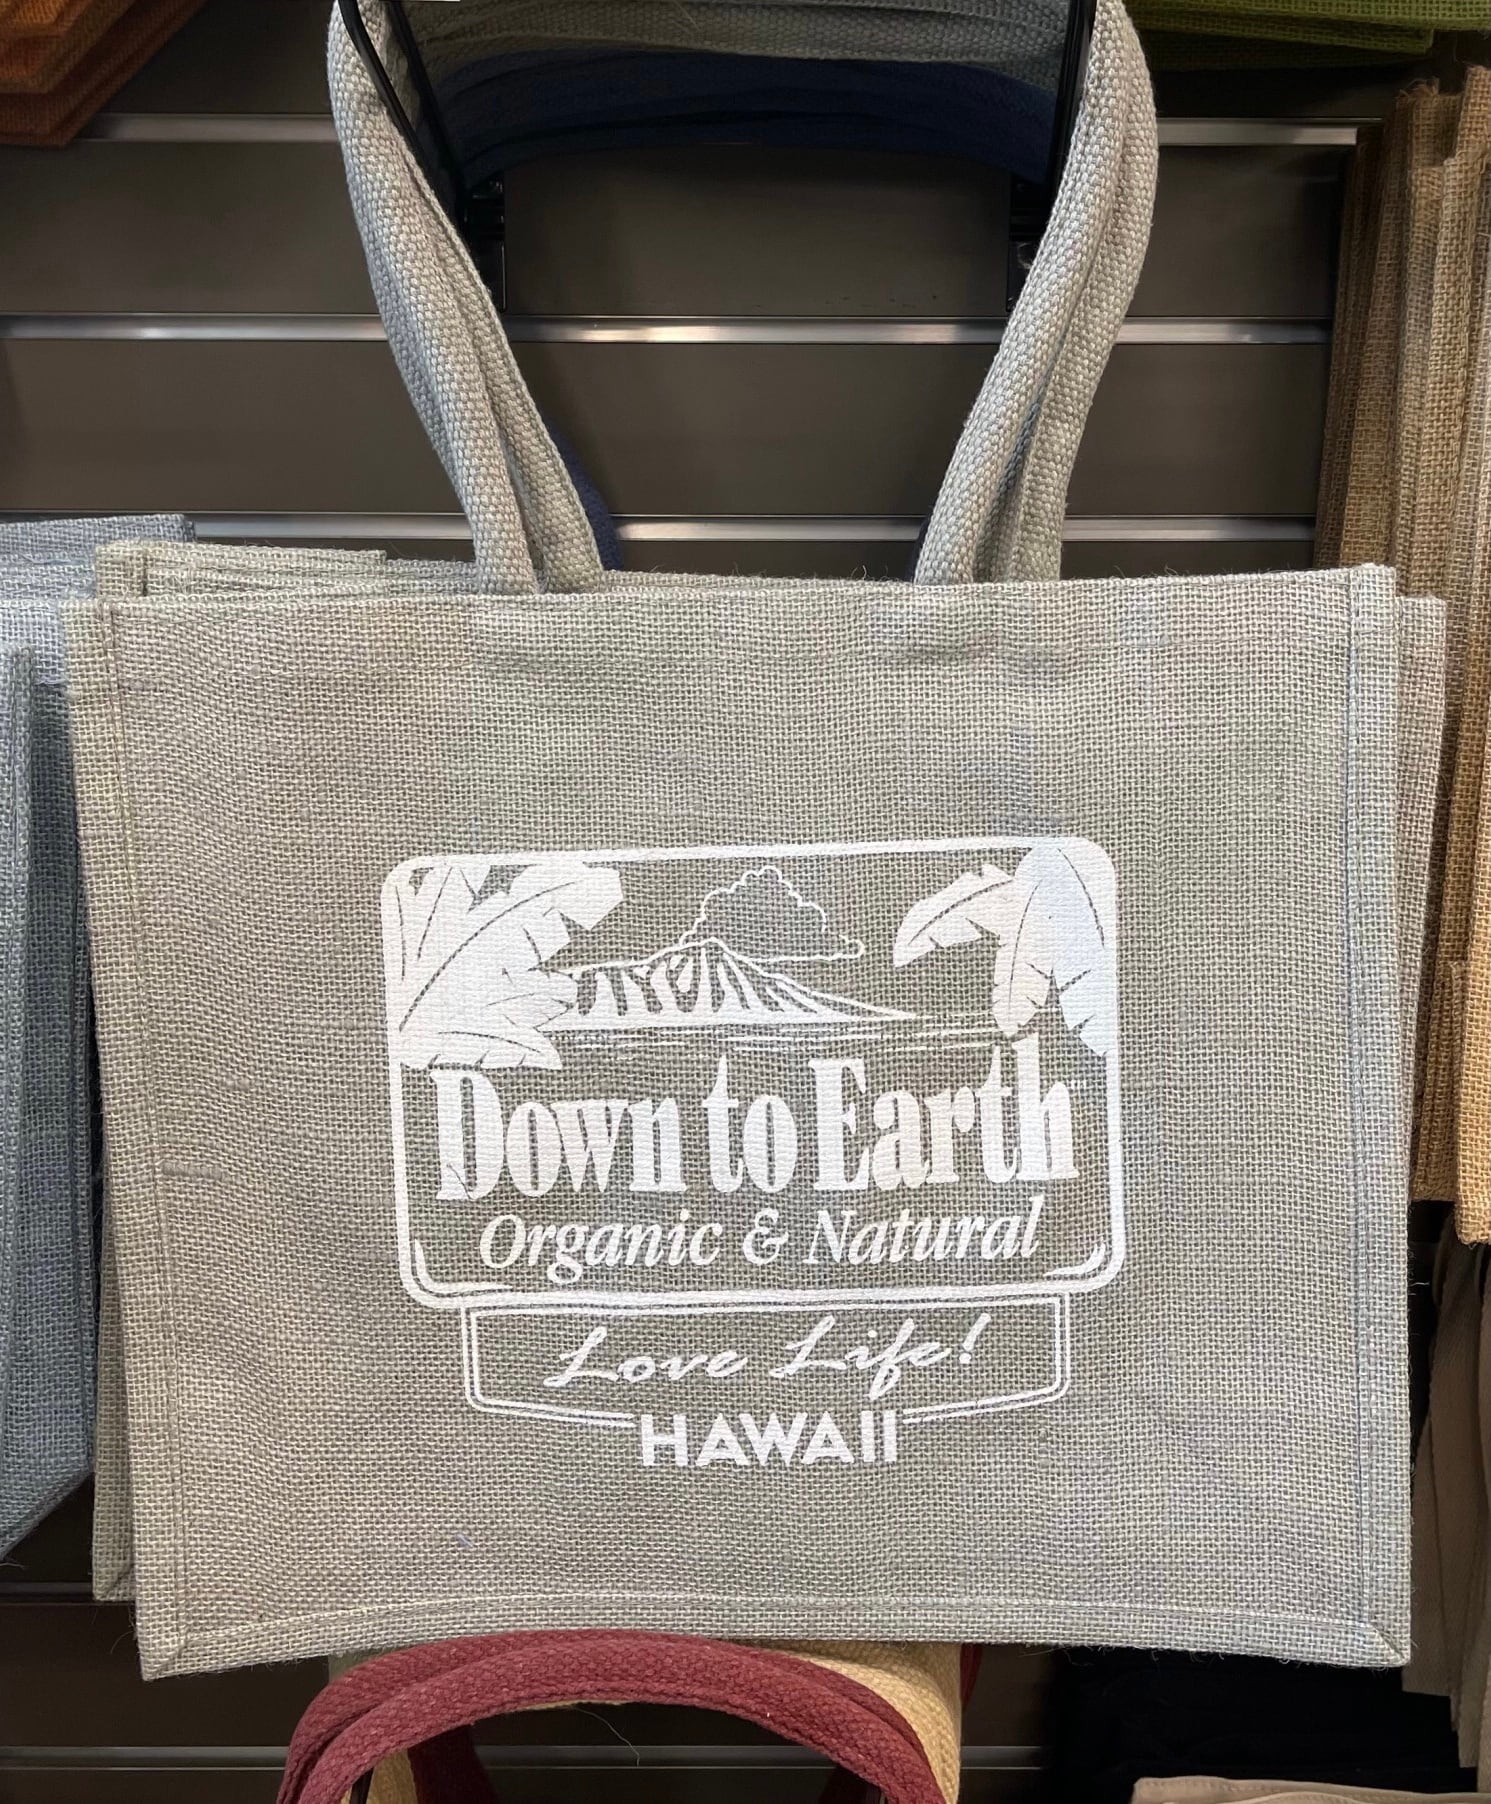 Down to Earth
Organic & Natural
Love Life!
HAWAII